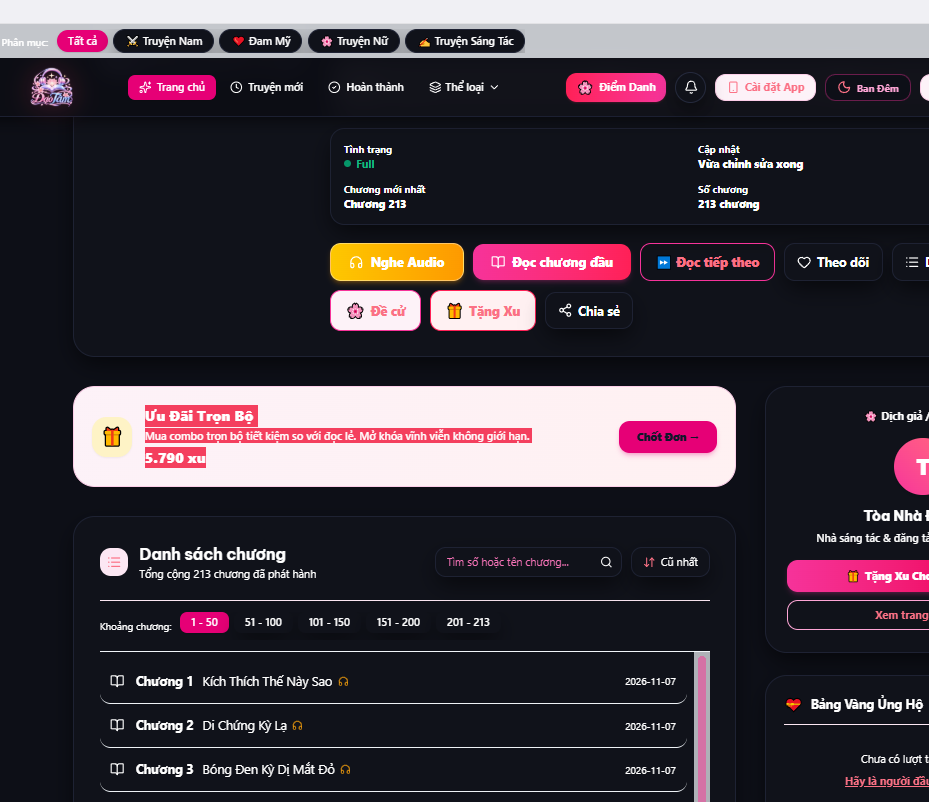 Phân mục:
Tất cả
⚔️ Truyện Nam
❤️ Đam Mỹ
🌸 Truyện Nữ
✍️ Truyện Sáng Tác
ĐạoTâm
Trang chủ
Truyện mới
Hoàn thành
Thể loại
🌸 Điểm Danh
Cài đặt App
Ban Đêm
Tình trạng
Full
Cập nhật
Vừa chỉnh sửa xong
Chương mới nhất
Chương 213
Số chương
213 chương
Nghe Audio
Đọc chương đầu
⏩ Đọc tiếp theo
Theo dõi
🌸 Đề cử
🎁 Tặng Xu
Chia sẻ
Ưu Đãi Trọn Bộ
Mua combo trọn bộ tiết kiệm so với đọc lẻ. Mở khóa vĩnh viễn không giới hạn.
5.790 xu
Chốt Đơn →
🌸 Dịch giả /
T
Tòa Nhà
Nhà sáng tác & đăng
🎁 Tặng Xu
Xem trang
Danh sách chương
Tổng cộng 213 chương đã phát hành
Tìm số hoặc tên chương...
Cũ nhất
Khoảng chương:
1 - 50
51 - 100
101 - 150
151 - 200
201 - 213
Chương 1 Kích Thích Thế Này Sao 2026-11-07
Chương 2 Di Chứng Kỳ Lạ 2026-11-07
Chương 3 Bóng Đen Kỳ Dị Mắt Đỏ 2026-11-07
Bảng Vàng Ủng Hộ
Chưa có lượt
Hãy là người